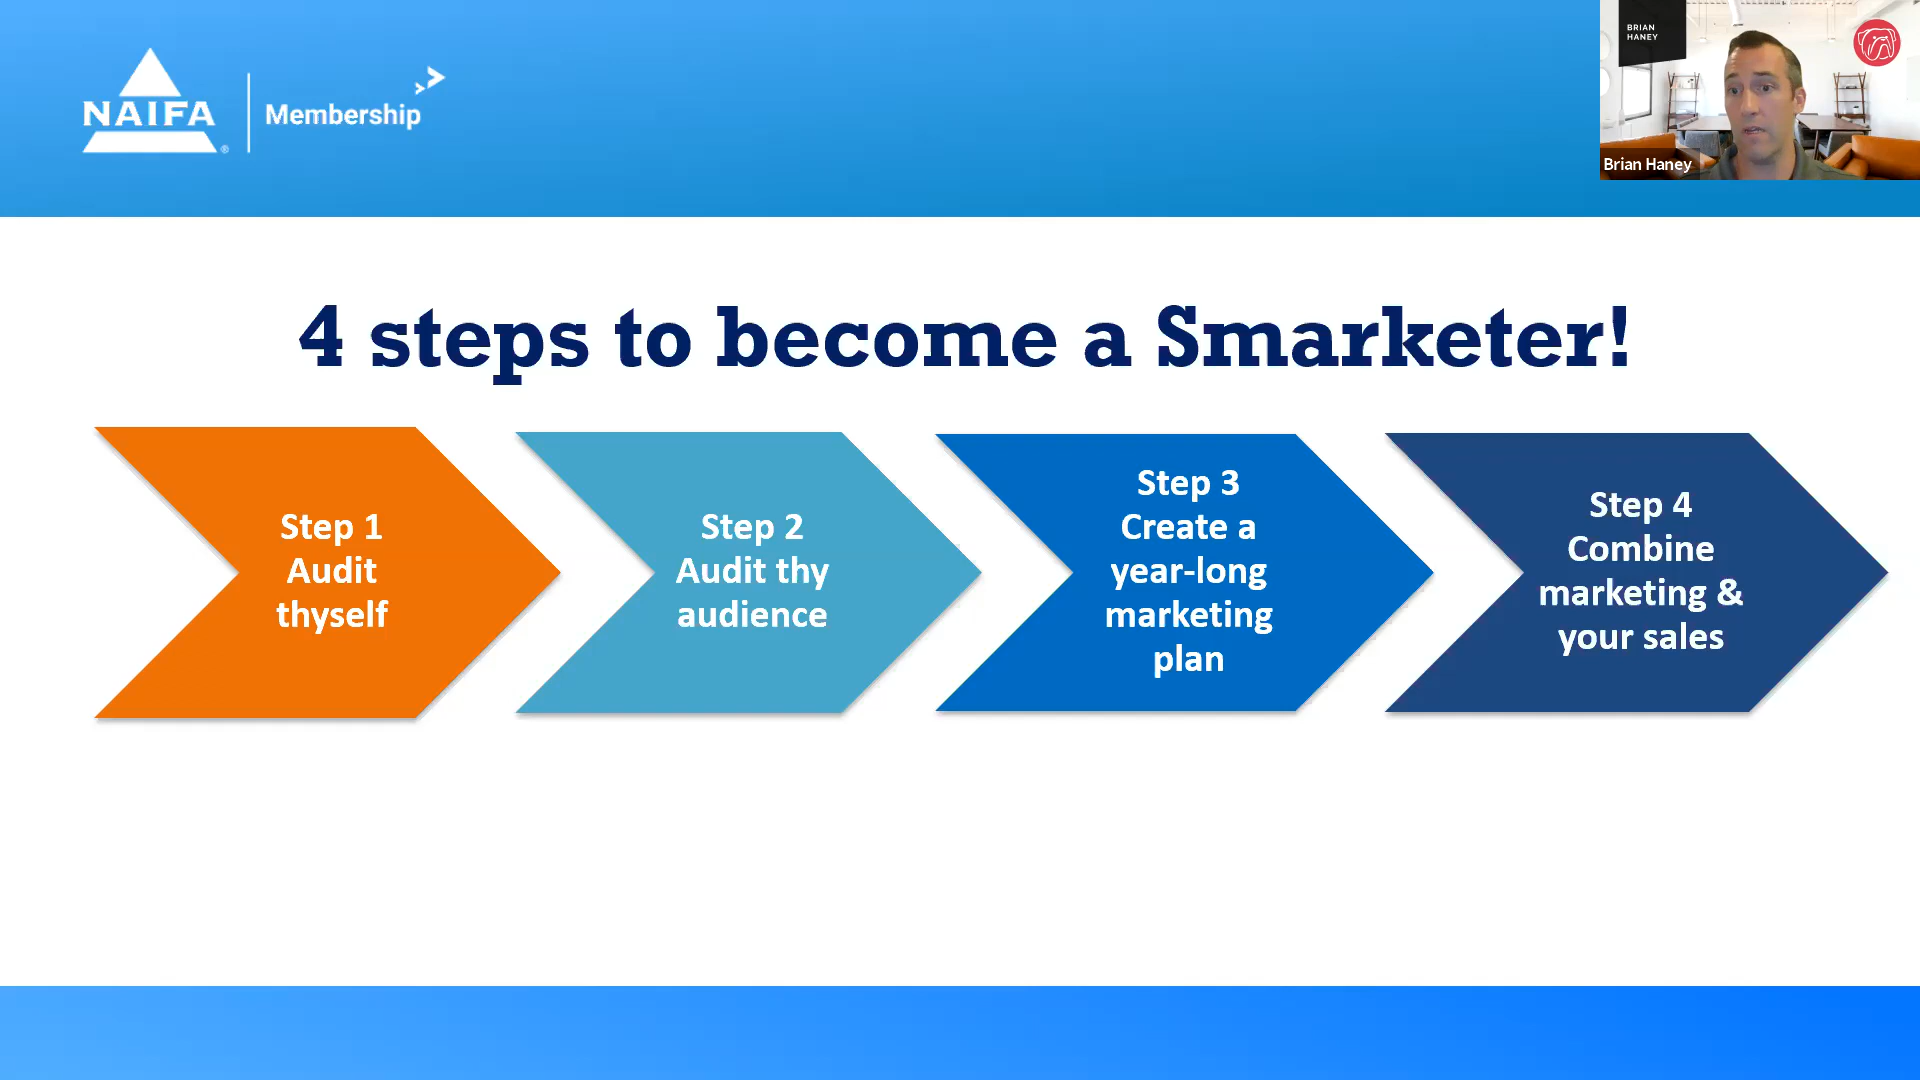 NAIFA
®
Membership
BRIAN
HANEY
Brian Haney
4 steps to become a Smarketer!
Step 1
Audit
thyself
Step 2
Audit thy
audience
Step 3
Create a
year-long
marketing
plan
Step 4
Combine
marketing &
your sales